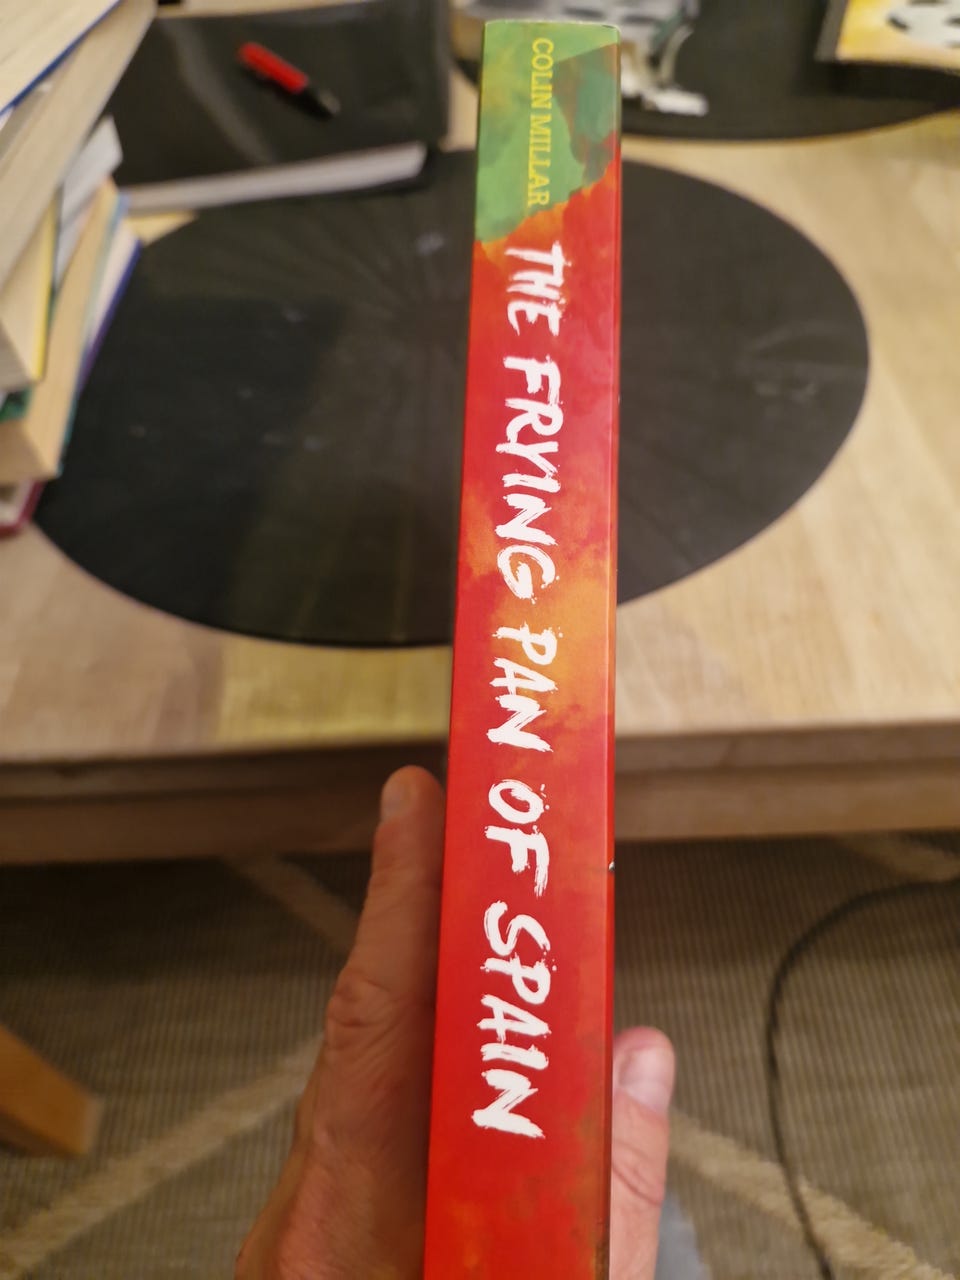 COLIN MILLAR
THE FRYING PAN OF SPAIN